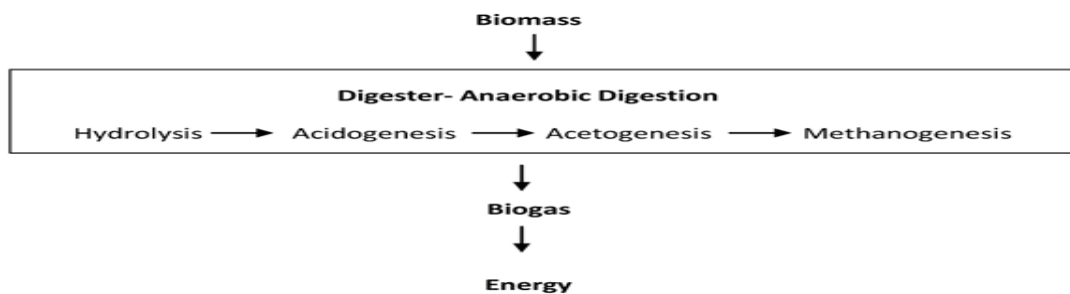 Biomass
Digester- Anaerobic Digestion
Hydrolysis Acidogenesis Acetogenesis Methanogenesis
Biogas
Energy